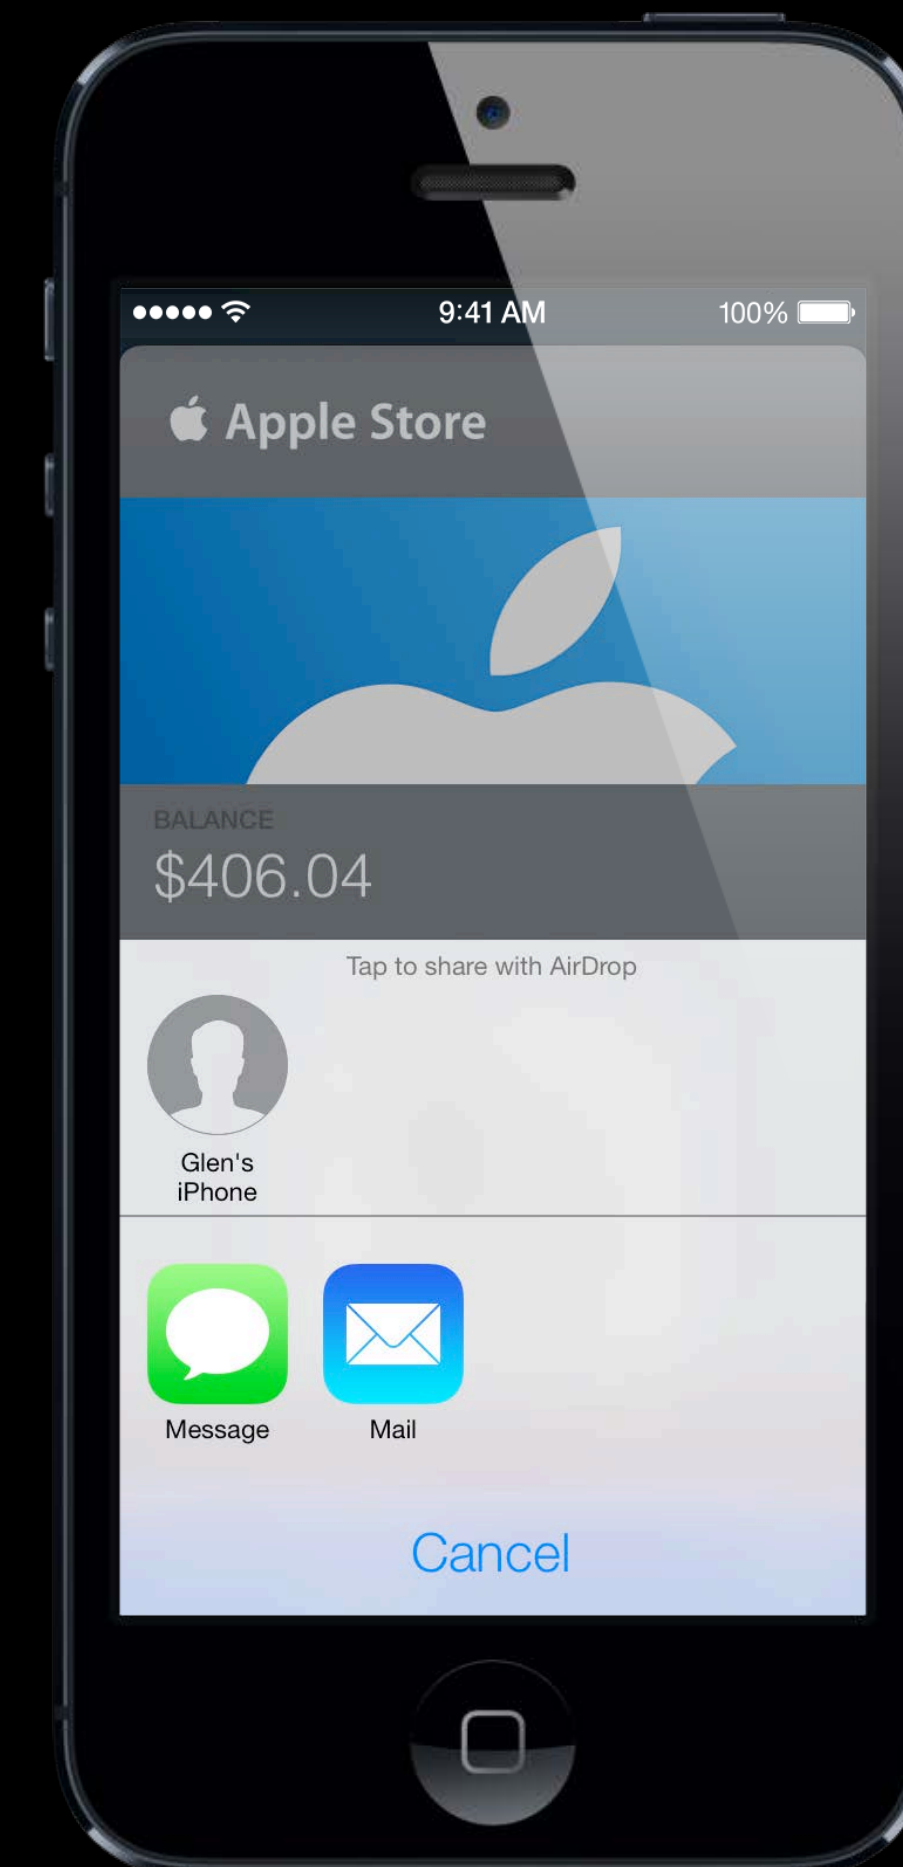 9:41 AM 100%
Apple Store
BALANCE
$406.04
Tap to share with AirDrop
Glen's
iPhone
Message Mail
Cancel